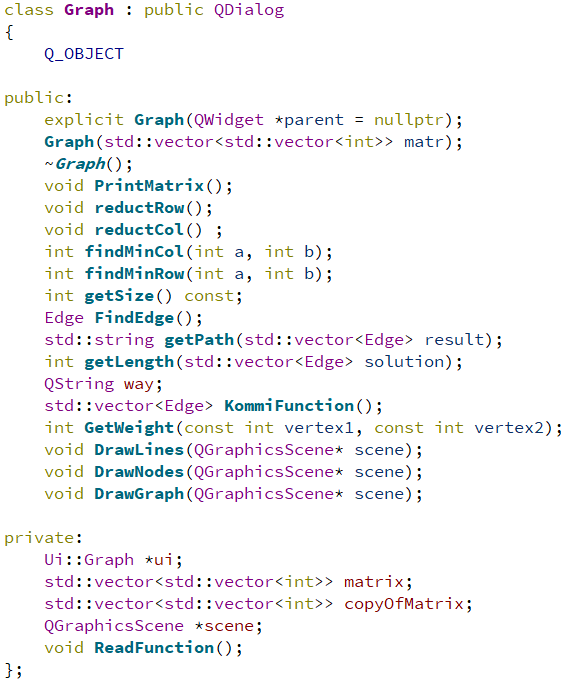 class Graph : public QDialog
{
    Q_OBJECT

public:
    explicit Graph(QWidget *parent = nullptr);
    Graph(std::vector<std::vector<int>> matr);
    ~Graph();
    void PrintMatrix();
    void reductRow();
    void reductCol() ;
    int findMinCol(int a, int b);
    int findMinRow(int a, int b);
    int getSize() const;
    Edge FindEdge();
    std::string getPath(std::vector<Edge> result);
    int getLength(std::vector<Edge> solution);
    QString way;
    std::vector<Edge> KommiFunction();
    int GetWeight(const int vertex1, const int vertex2);
    void DrawLines(QGraphicsScene* scene);
    void DrawNodes(QGraphicsScene* scene);
    void DrawGraph(QGraphicsScene* scene);

private:
    Ui::Graph *ui;
    std::vector<std::vector<int>> matrix;
    std::vector<std::vector<int>> copyOfMatrix;
    QGraphicsScene *scene;
    void ReadFunction();
};